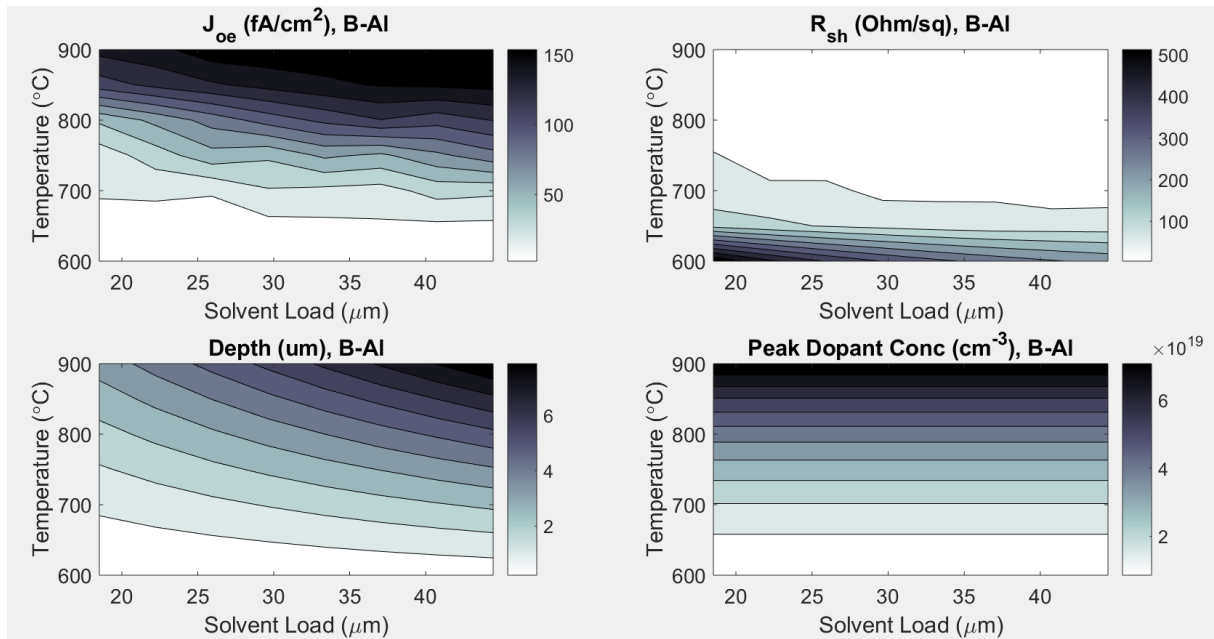 J_oe (fA/cm^2), B-Al
900
800
700
600
Temperature (°C)
20 25 30 35 40
Solvent Load (μm)
150
100
50
R_sh (Ohm/sq), B-Al
900
800
700
600
Temperature (°C)
20 25 30 35 40
Solvent Load (μm)
500
400
300
200
100
Depth (um), B-Al
900
800
700
600
Temperature (°C)
20 25 30 35 40
Solvent Load (μm)
6
4
2
Peak Dopant Conc (cm^-3), B-Al
900
800
700
600
Temperature (°C)
20 25 30 35 40
Solvent Load (μm)
×10^19
6
4
2